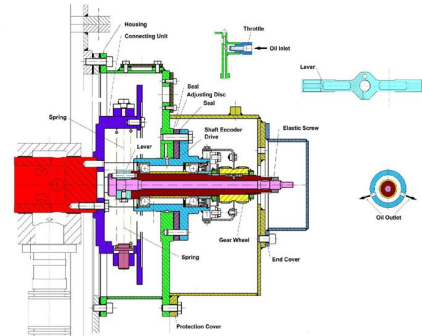 Throttle
Housing
Connecting Unit
Oil Inlet
Lever
Seal
Adjusting Disc
Seal
Spring
Lever
Shaft Encoder
Drive
Elastic Screw
Oil Outlet
Gear Wheel
Spring
End Cover
Protection Cover